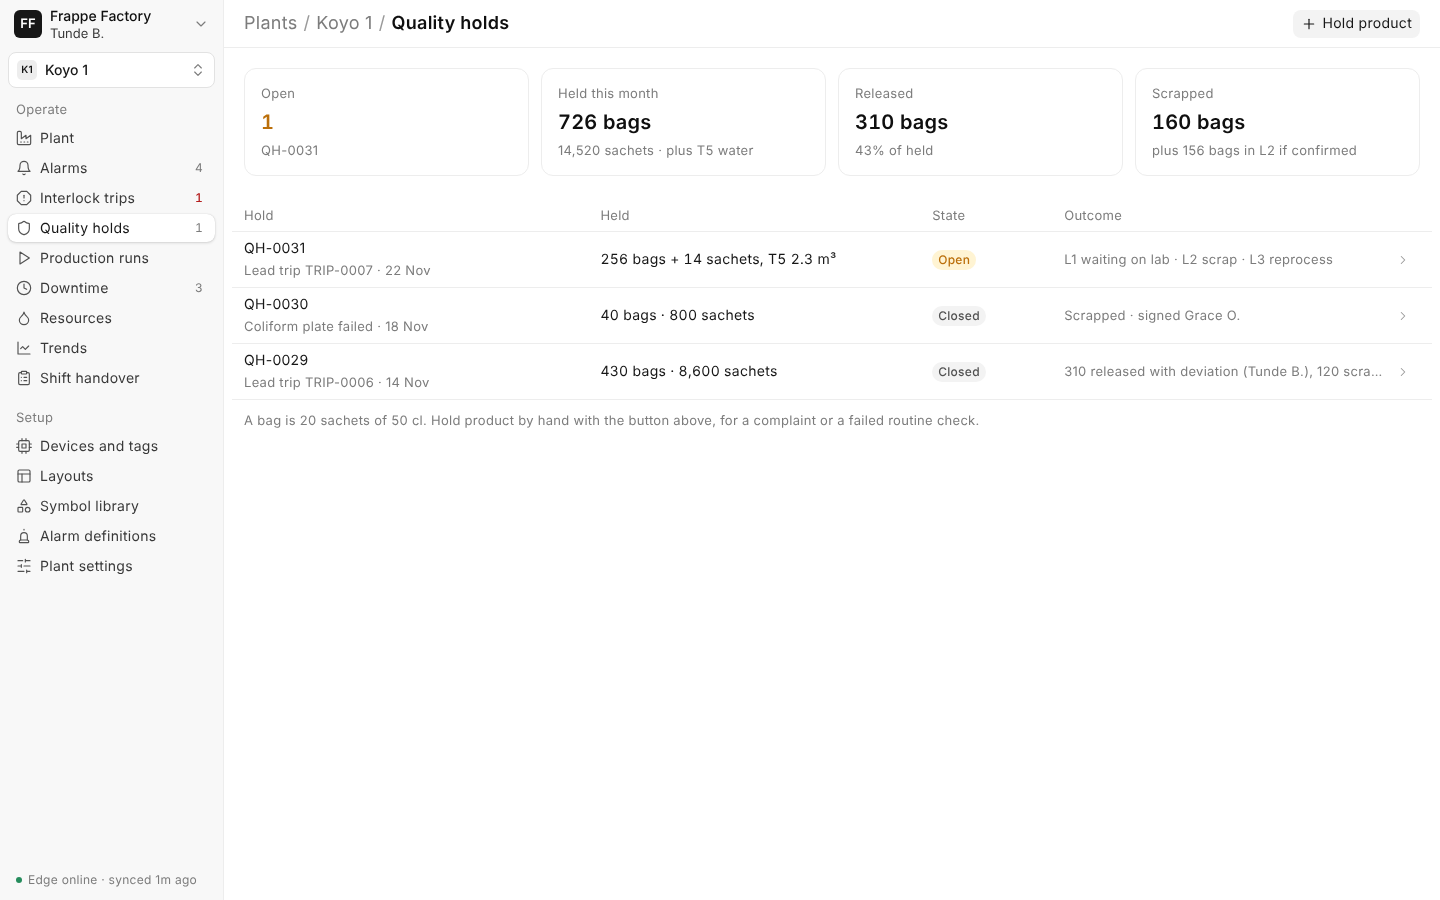 FF
Frappe Factory
Tunde B.
K1
Koyo 1
Operate
Plant
Alarms 4
Interlock trips 1
Quality holds 1
Production runs
Downtime 3
Resources
Trends
Shift handover
Setup
Devices and tags
Layouts
Symbol library
Alarm definitions
Plant settings
Edge online · synced 1m ago
Plants / Koyo 1 / Quality holds
Hold product
Open
1
QH-0031
Held this month
726 bags
14,520 sachets · plus T5 water
Released
310 bags
43% of held
Scrapped
160 bags
plus 156 bags in L2 if confirmed
Hold Held State Outcome
QH-0031
Lead trip TRIP-0007 · 22 Nov
256 bags + 14 sachets, T5 2.3 m³
Open
L1 waiting on lab · L2 scrap · L3 reprocess
QH-0030
Coliform plate failed · 18 Nov
40 bags · 800 sachets
Closed
Scrapped · signed Grace O.
QH-0029
Lead trip TRIP-0006 · 14 Nov
430 bags · 8,600 sachets
Closed
310 released with deviation (Tunde B.), 120 scra...
A bag is 20 sachets of 50 cl. Hold product by hand with the button above, for a complaint or a failed routine check.